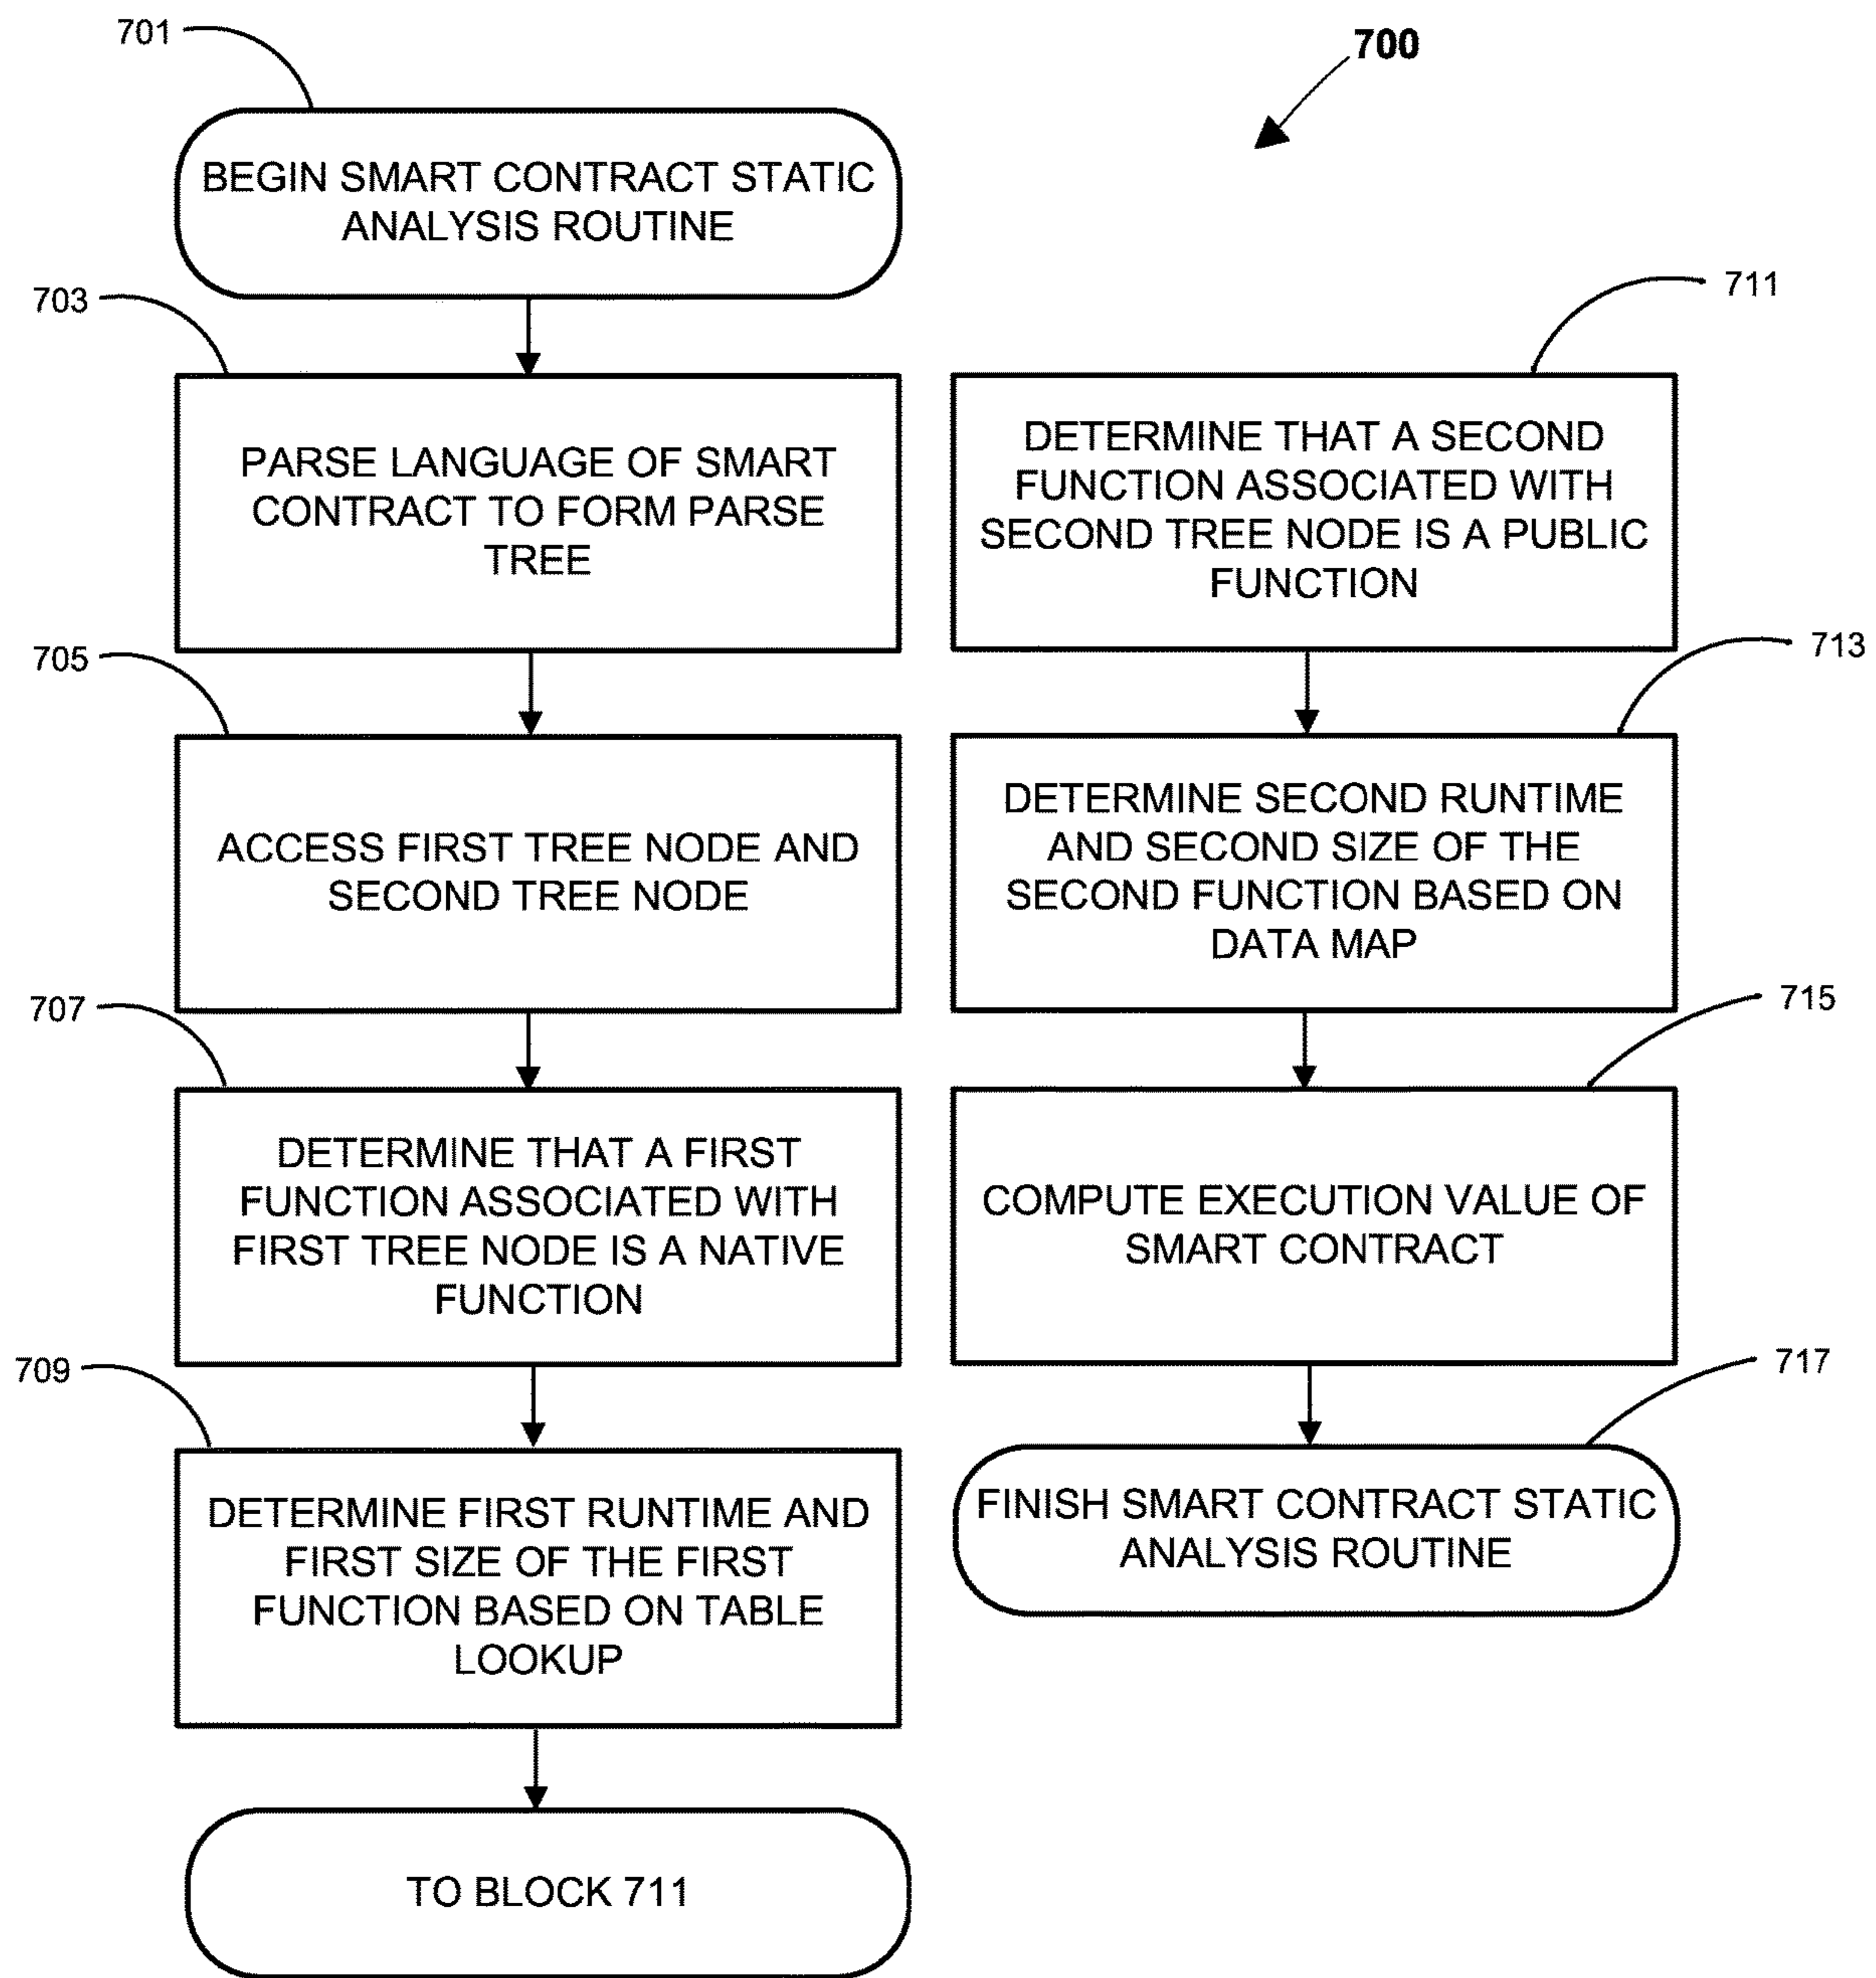 701
700
BEGIN SMART CONTRACT STATIC
ANALYSIS ROUTINE
703
PARSE LANGUAGE OF SMART
CONTRACT TO FORM PARSE
TREE
705
ACCESS FIRST TREE NODE AND
SECOND TREE NODE
707
DETERMINE THAT A FIRST
FUNCTION ASSOCIATED WITH
FIRST TREE NODE IS A NATIVE
FUNCTION
709
DETERMINE FIRST RUNTIME AND
FIRST SIZE OF THE FIRST
FUNCTION BASED ON TABLE
LOOKUP
TO BLOCK 711
711
DETERMINE THAT A SECOND
FUNCTION ASSOCIATED WITH
SECOND TREE NODE IS A PUBLIC
FUNCTION
713
DETERMINE SECOND RUNTIME
AND SECOND SIZE OF THE
SECOND FUNCTION BASED ON
DATA MAP
715
COMPUTE EXECUTION VALUE OF
SMART CONTRACT
717
FINISH SMART CONTRACT STATIC
ANALYSIS ROUTINE